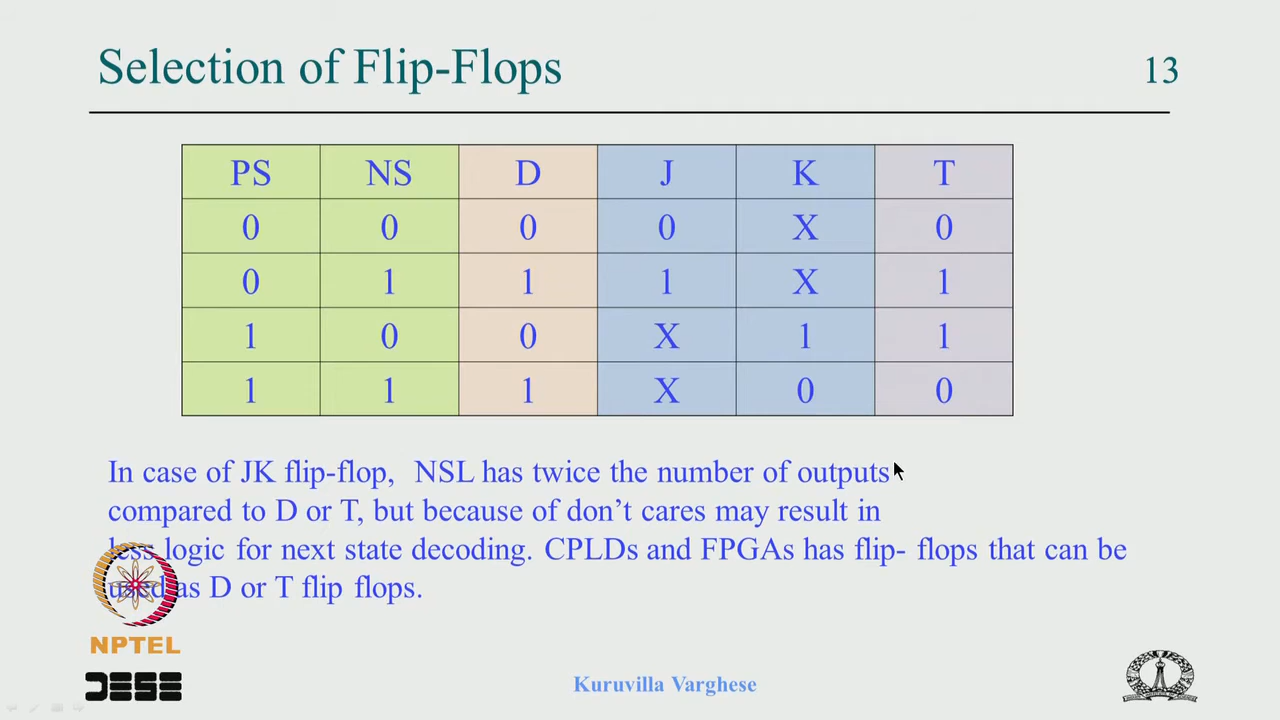 Selection of Flip-Flops
13
PS NS D J K T
0 0 0 0 X 0
0 1 1 1 X 1
1 0 0 X 1 1
1 1 1 X 0 0
In case of JK flip-flop, NSL has twice the number of outputs
compared to D or T, but because of don't cares may result in
less logic for next state decoding. CPLDs and FPGAs has flip- flops that can be
used as D or T flip flops.
NPTEL
DESE
Kuruvilla Varghese